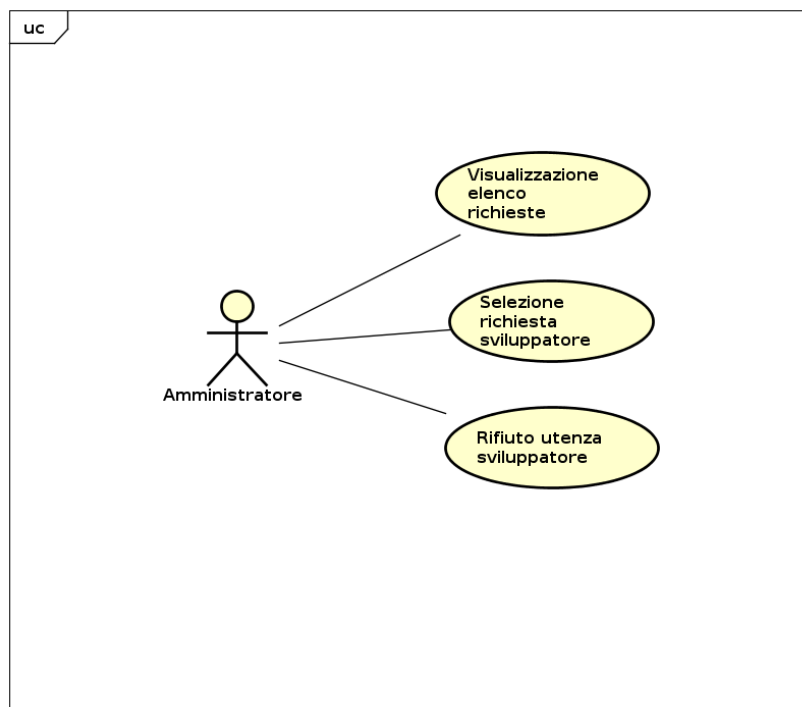 uc
Visualizzazione
elenco
richieste
Selezione
richiesta
sviluppatore
Amministratore
Rifiuto utenza
sviluppatore